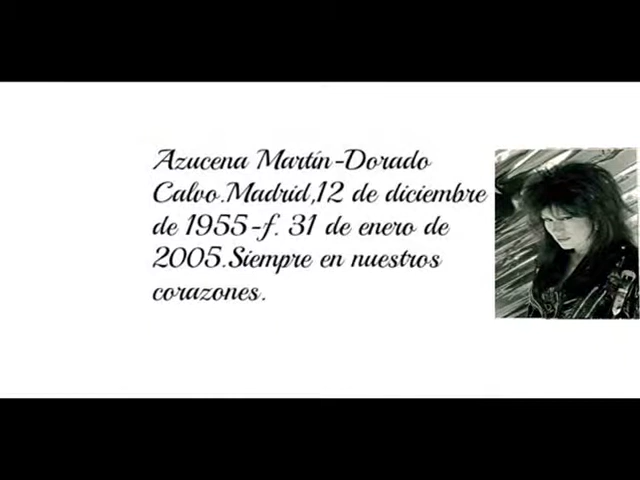 Azucena Martín-Dorado
Calvo.Madrid,12 de diciembre
de 1955-f. 31 de enero de
2005.Siempre en nuestros
corazones.